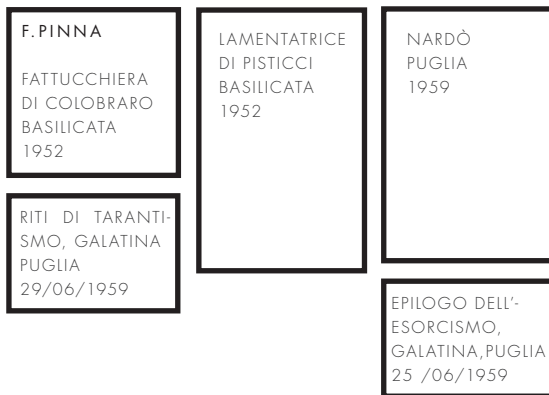 F.PINNA
FATTUCCHIERA
DI COLOBRARO
BASILICATA
1952
RITI DI TARANTI-
SMO, GALATINA
PUGLIA
29/06/1959
LAMENTATRICE
DI PISTICCI
BASILICATA
1952
NARDÒ
PUGLIA
1959
EPILOGO DELL'-
ESORCISMO,
GALATINA,PUGLIA
25 /06/1959